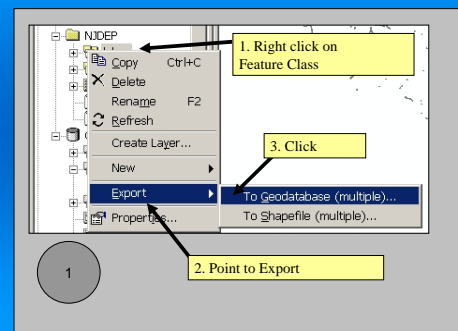 NJDEP
1. Right click on
Feature Class
Copy Ctrl+C
Delete
Rename F2
Refresh
Create Layer...
3. Click
New
Export
To Geodatabase (multiple)...
Properties...
To Shapefile (multiple)...
2. Point to Export
1